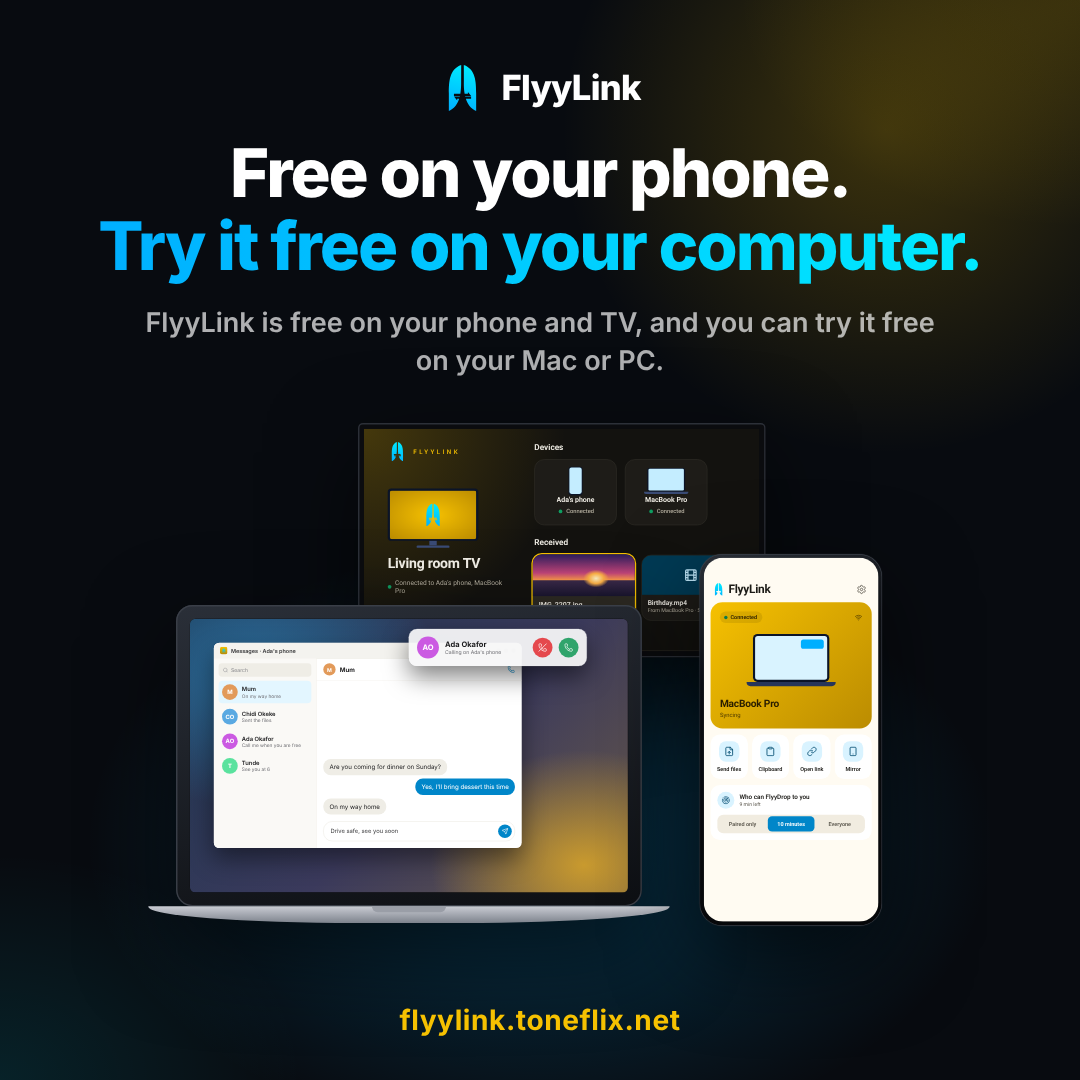 FlyyLink
Free on your phone.
Try it free on your computer.
FlyyLink is free on your phone and TV, and you can try it free
on your Mac or PC.
FLYYLINK
Living room TV
Connected to Ada's phone, MacBook
Pro
Devices
Ada's phone
Connected
MacBook Pro
Connected
Received
Birthday.mp4
From MacBook Pro
Messages · Ada's phone
Search
M
Mum
On my way home
CO
Chidi Okeke
Sent the files
AO
Ada Okafor
Call me when you are free
T
Tunde
See you at 6
M
Mum
AO
Ada Okafor
Calling on Ada's phone
Are you coming for dinner on Sunday?
Yes, I'll bring dessert this time
On my way home
Drive safe, see you soon
FlyyLink
Connected
MacBook Pro
Syncing
Send files
Clipboard
Open link
Mirror
Who can FlyyDrop to you
9 min left
Paired only
10 minutes
Everyone
flyylink.toneflix.net